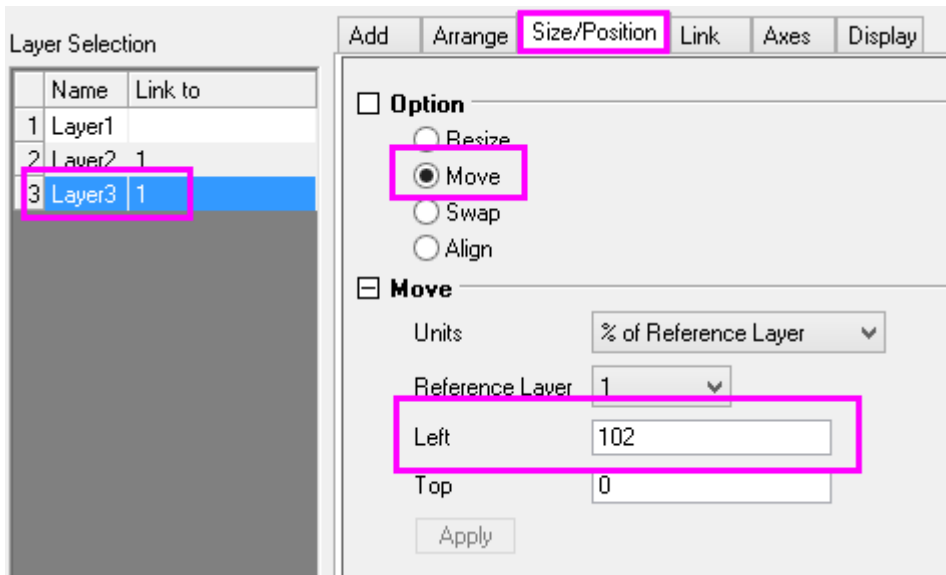 Layer Selection
Name Link to
1 Layer1
2 Layer2 1
3 Layer3 1
Add Arrange Size/Position Link Axes Display
Option
Resize
Move
Swap
Align
Move
Units % of Reference Layer
Reference Layer 1
Left 102
Top 0
Apply